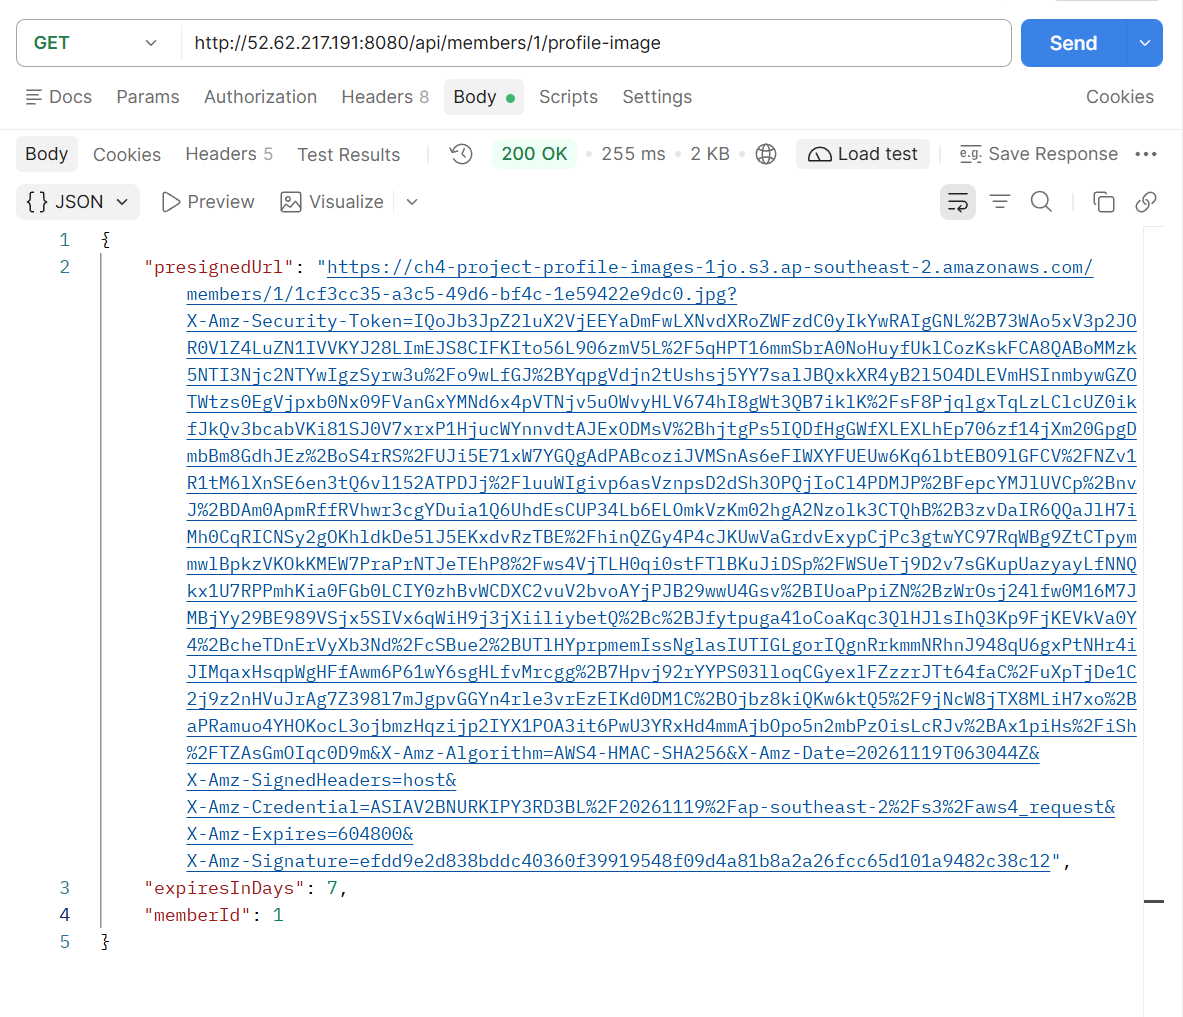 GET http://52.62.217.191:8080/api/members/1/profile-image Send
Docs Params Authorization Headers 8 Body Scripts Settings Cookies
Body Cookies Headers 5 Test Results 200 OK 255 ms 2 KB Load test e.g. Save Response
{} JSON Preview Visualize
1 {
2 "presignedUrl": "https://ch4-project-profile-images-1jo.s3.ap-southeast-2.amazonaws.com/
members/1/1cf3cc35-a3c5-49d6-bf4c-1e59422e9dc0.jpg?
X-Amz-Security-Token=IQoJb3JpZ2luX2VjEEYaDmFwLXNvdXRoZWFzdC0yIkYwRAIgGNL%2B73WAo5xV3p2JO
R0VlZ4LuZN1IVVKYJ28LImEJS8CIFKIto56L906zmV5L%2F5qHPT16mmSbrA0NoHuyfUklCozKskFCA8QABoMMzk
5NTI3Njc2NTYwIgzSyrw3u%2Fo9wLfGJ%2BYqpgVdjn2tUshsj5YY7salJBQxkXR4yB2l5O4DLEVmHSInmbywGZO
TWtzs0EgVjpxb0Nx09FVanGxYMNd6x4pVTNjv5uOWvyHLV674hI8gWt3QB7iklK%2FsF8PjqlgxTqLzLClcUZ0ik
fJkQv3bcabVKi81SJ0V7xrxP1HjucWYnnvdtAJExODMsV%2BhjtgPs5IQDfHgGWfXLEXLhEp706zf14jXm20GpgD
mbBm8GdhJEz%2BoS4rRS%2FUJi5E71xW7YGQgAdPABcoziJVMSnAs6eFIWXYFUEUw6Kq6lbtEBO9lGFCV%2FNZv1
R1tM6lXnSE6en3tQ6vl152ATPDJj%2FluuWIgivp6asVznpsD2dSh3OPQjIoCl4PDMJP%2BFepcYMJlUVCp%2Bnv
J%2BDAm0ApmRffRVhwr3cgYDuia1Q6UhdEsCUP34Lb6ELOmkVzKm02hgA2Nzolk3CTQhB%2B3zvDaIR6QQaJlH7i
Mh0CqRICNSy2gOKhldkDe5lJ5EKxdvRzTBE%2FhinQZGy4P4cJKUwVaGrdvExypCjPc3gtwYC97RqWBg9ZtCTpym
mwlBpkzVKOkKMEW7PraPrNTJeTEhP8%2Fws4VjTLH0qi0stFTlBKuJiDSp%2FWSUeTj9D2v7sGKupUazyayLfNNQ
kx1U7RPPmhKia0FGb0LCIY0zhBvWCDXC2vuV2bvoAYjPJB29wwU4Gsv%2BIUoaPpiZN%2BzWrOsj24lfw0M16M7J
MBjYy29BE989VSjx5SIVx6qWiH9j3jXiiliybetQ%2Bc%2BJfytpuga41oCoaKqc3QlHJlsIhQ3Kp9FjKEVkVa0Y
4%2BcheTDnErVyXb3Nd%2FcSBue2%2BUTlHYprpmemIssNglasIUTIGLgorIQgnRrkmmNRhnJ948qU6gxPtNHr4i
JIMqaxHsqpWgHFfAwm6P61wY6sgHLfvMrcgg%2B7Hpvj92rYYPS03lloqCGyexlFZzzrJTt64faC%2FuXpTjDe1C
2j9z2nHVuJrAg7Z398l7mJgpvGGYn4rle3vrEzEIKd0DM1C%2BOjbz8kiQKw6ktQ5%2F9jNcW8jTX8MLiH7xo%2B
aPRamuo4YHOKocL3ojbmzHqzijp2IYX1POA3it6PwU3YRxHd4mmAjbOpo5n2mbPzOisLcRJv%2BAx1piHs%2FiSh
%2FTZAsGmOIqc0D9m&X-Amz-Algorithm=AWS4-HMAC-SHA256&X-Amz-Date=20261119T063044Z&
X-Amz-SignedHeaders=host&
X-Amz-Credential=ASIAV2BNURKIPY3RD3BL%2F20261119%2Fap-southeast-2%2Fs3%2Faws4_request&
X-Amz-Expires=604800&
X-Amz-Signature=efdd9e2d838bddc40360f39919548f09d4a81b8a2a26fcc65d101a9482c38c12",
3 "expiresInDays": 7,
4 "memberId": 1
5 }